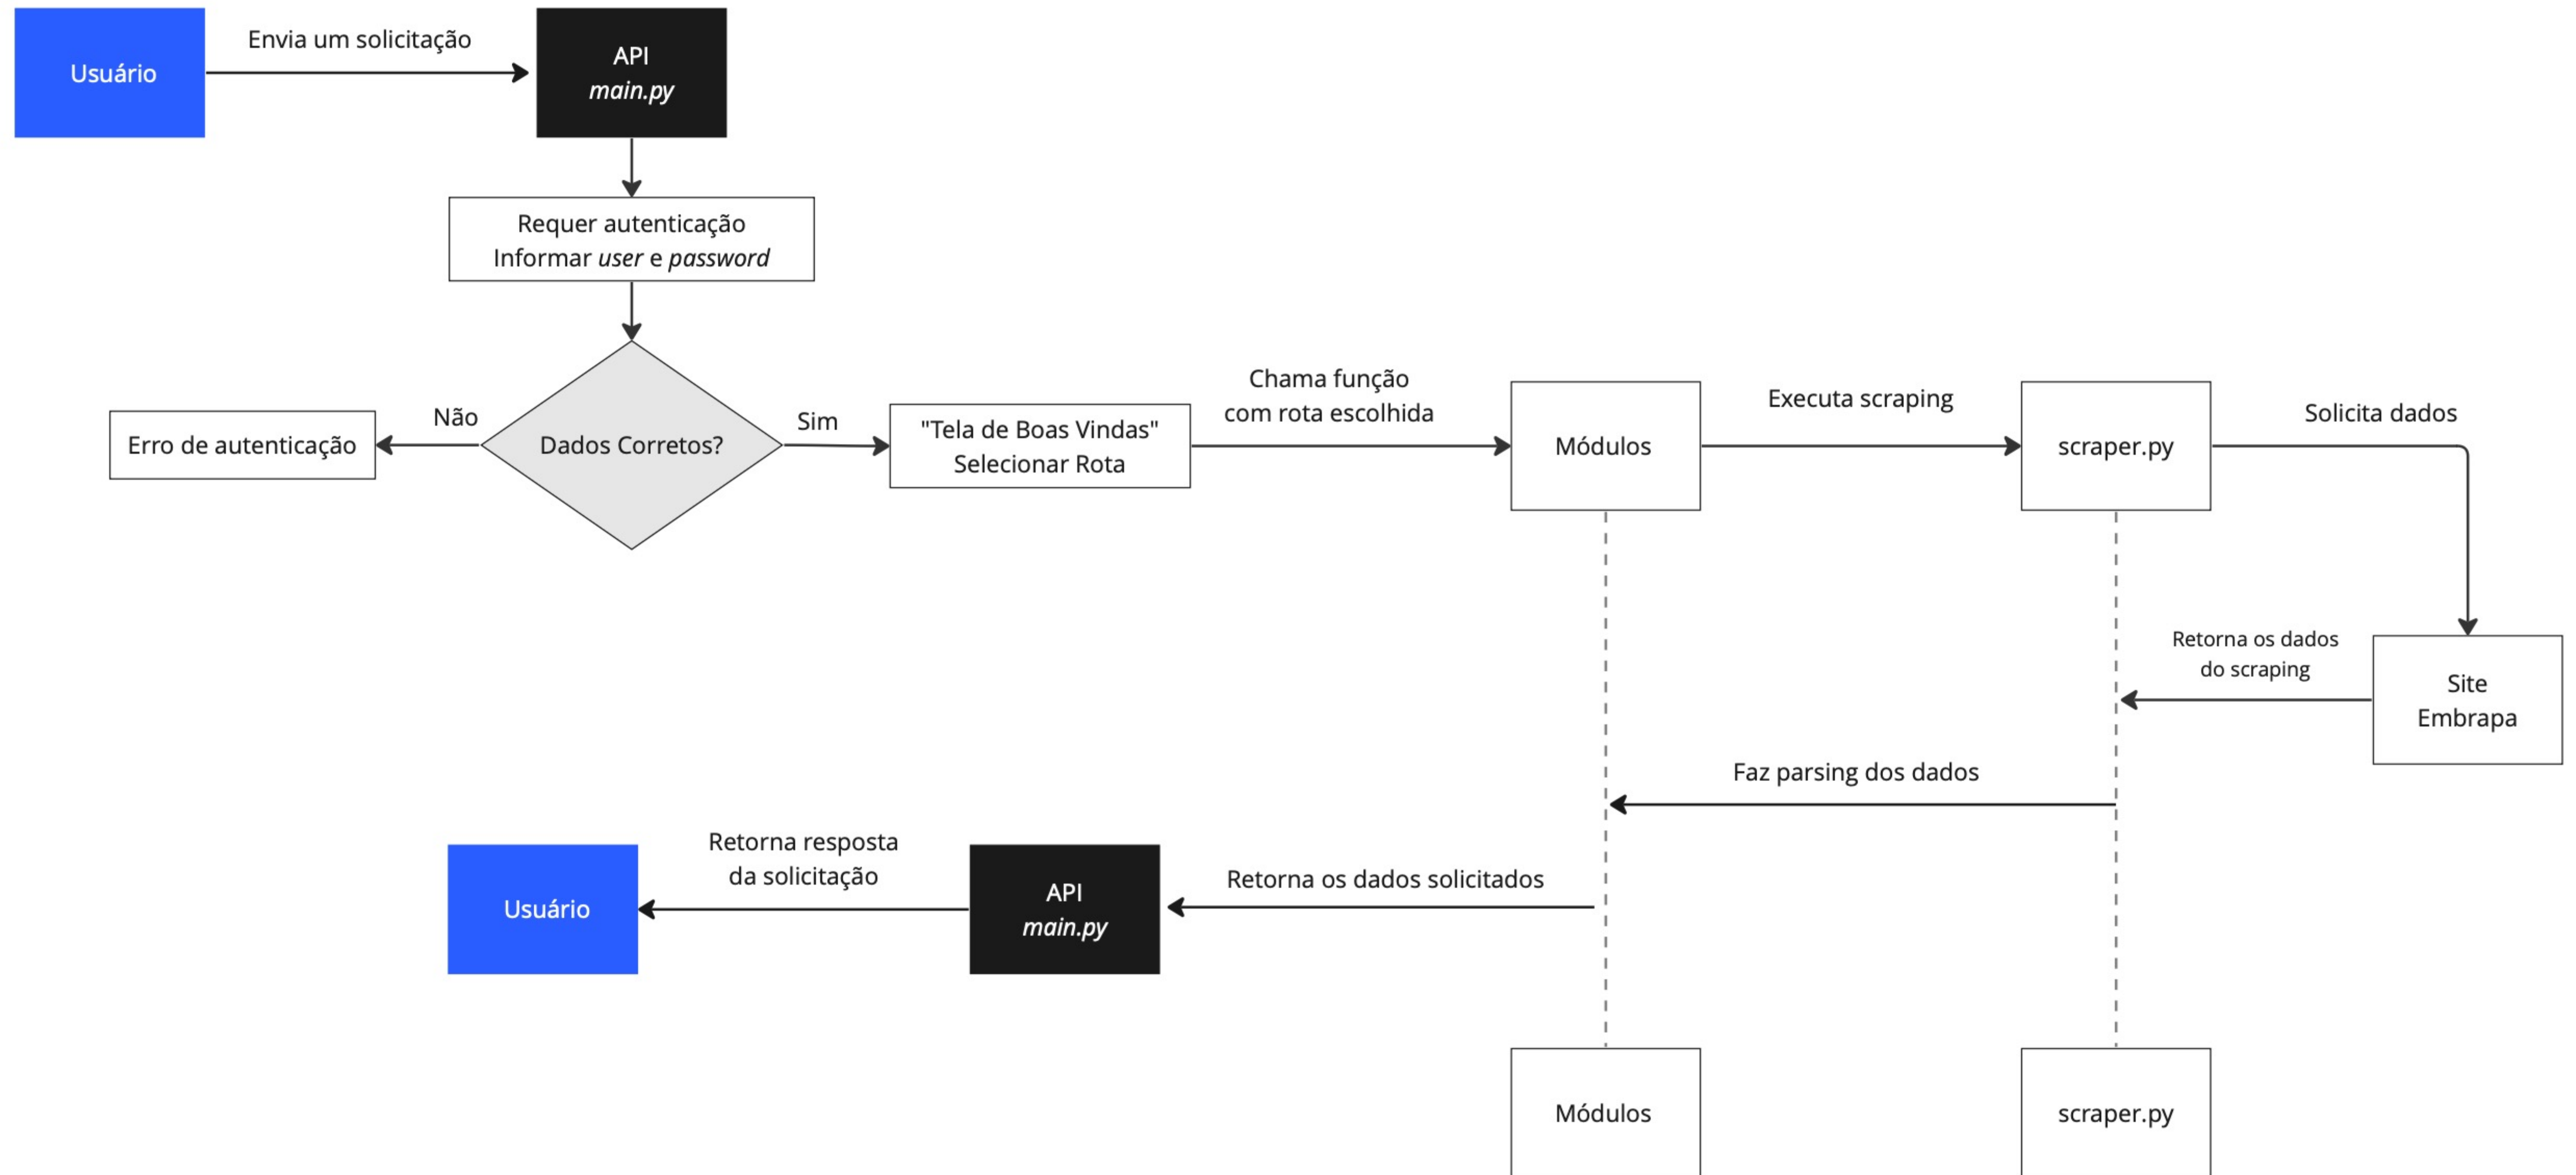 Usuário
Envia um solicitação
API
main.py
Requer autenticação
Informar user e password
Dados Corretos?
Não
Erro de autenticação
Sim
"Tela de Boas Vindas"
Selecionar Rota
Chama função
com rota escolhida
Módulos
Executa scraping
scraper.py
Solicita dados
Site
Embrapa
Retorna os dados
do scraping
Faz parsing dos dados
Retorna os dados solicitados
API
main.py
Retorna resposta
da solicitação
Usuário
Módulos
scraper.py